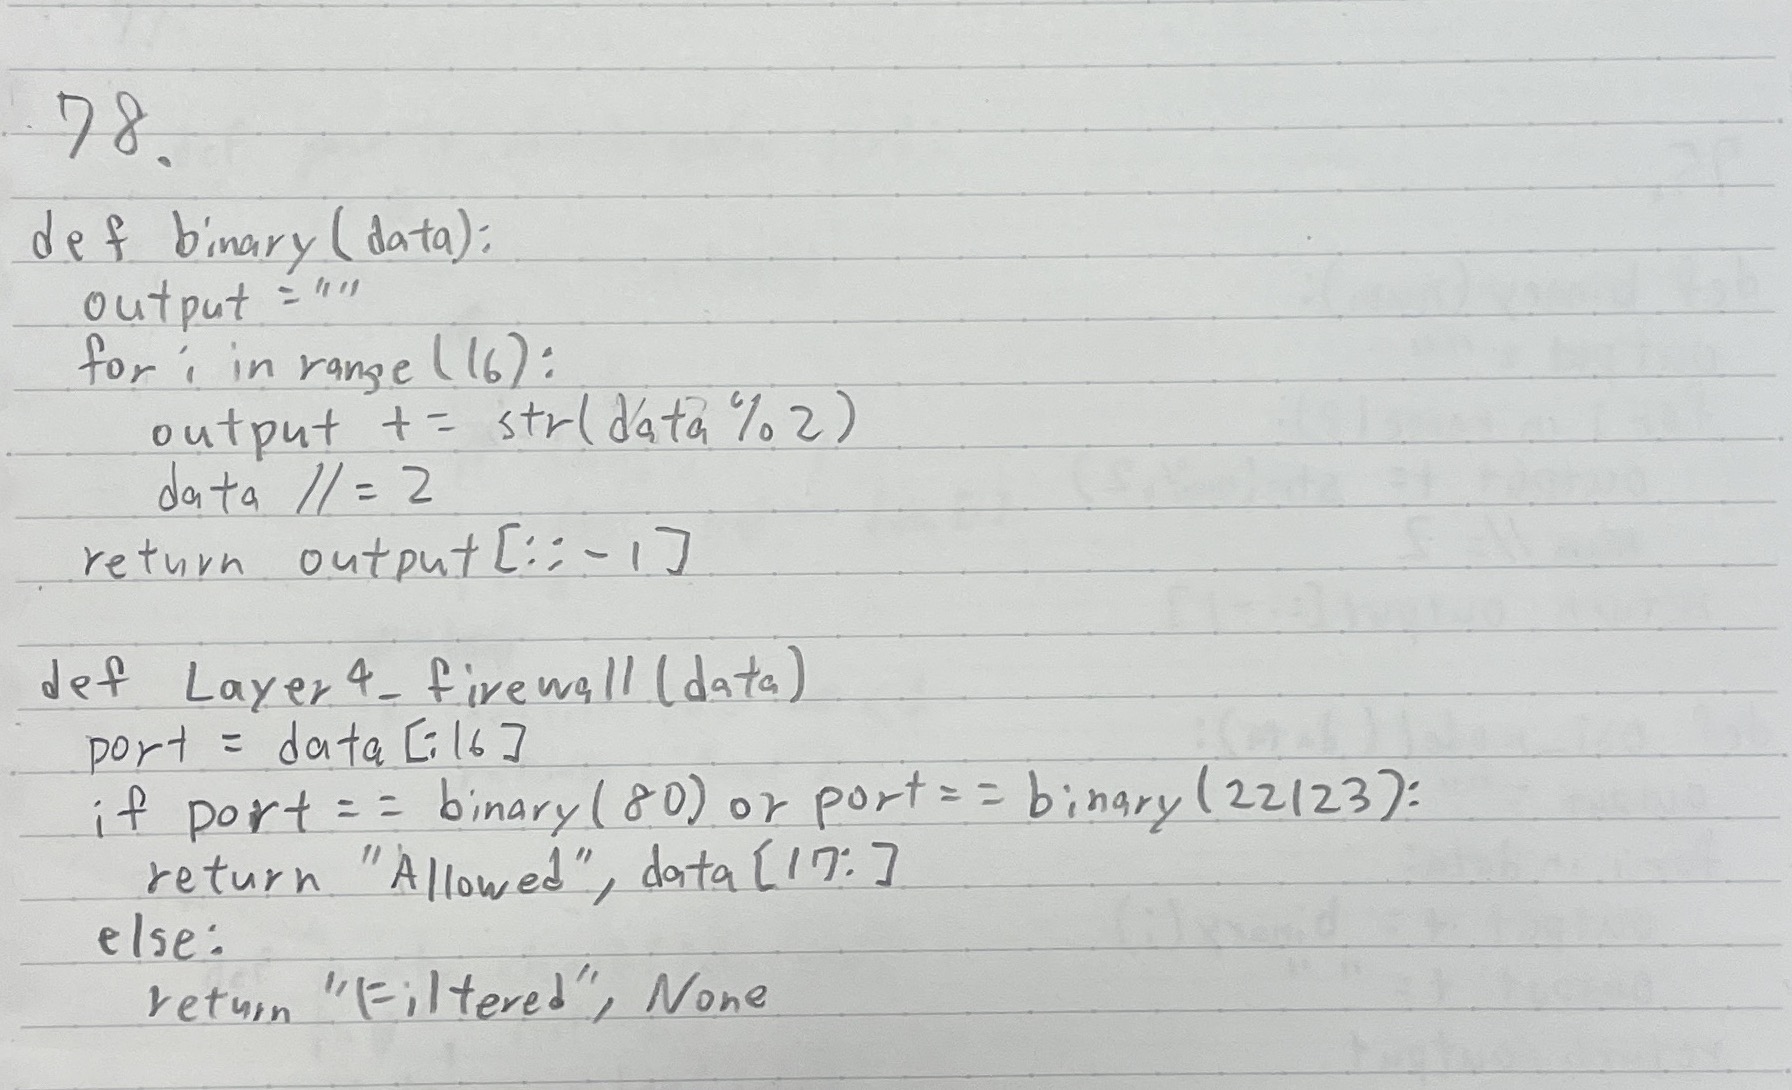 78.
def binary(data):
output = ""
for i in range(16):
output += str(data%2)
data //= 2
return output[::-1]
def Layer4_firewall(data)
port = data[:16]
if port == binary(80) or port == binary(22123):
return "Allowed", data[17:]
else:
return "Filtered", None